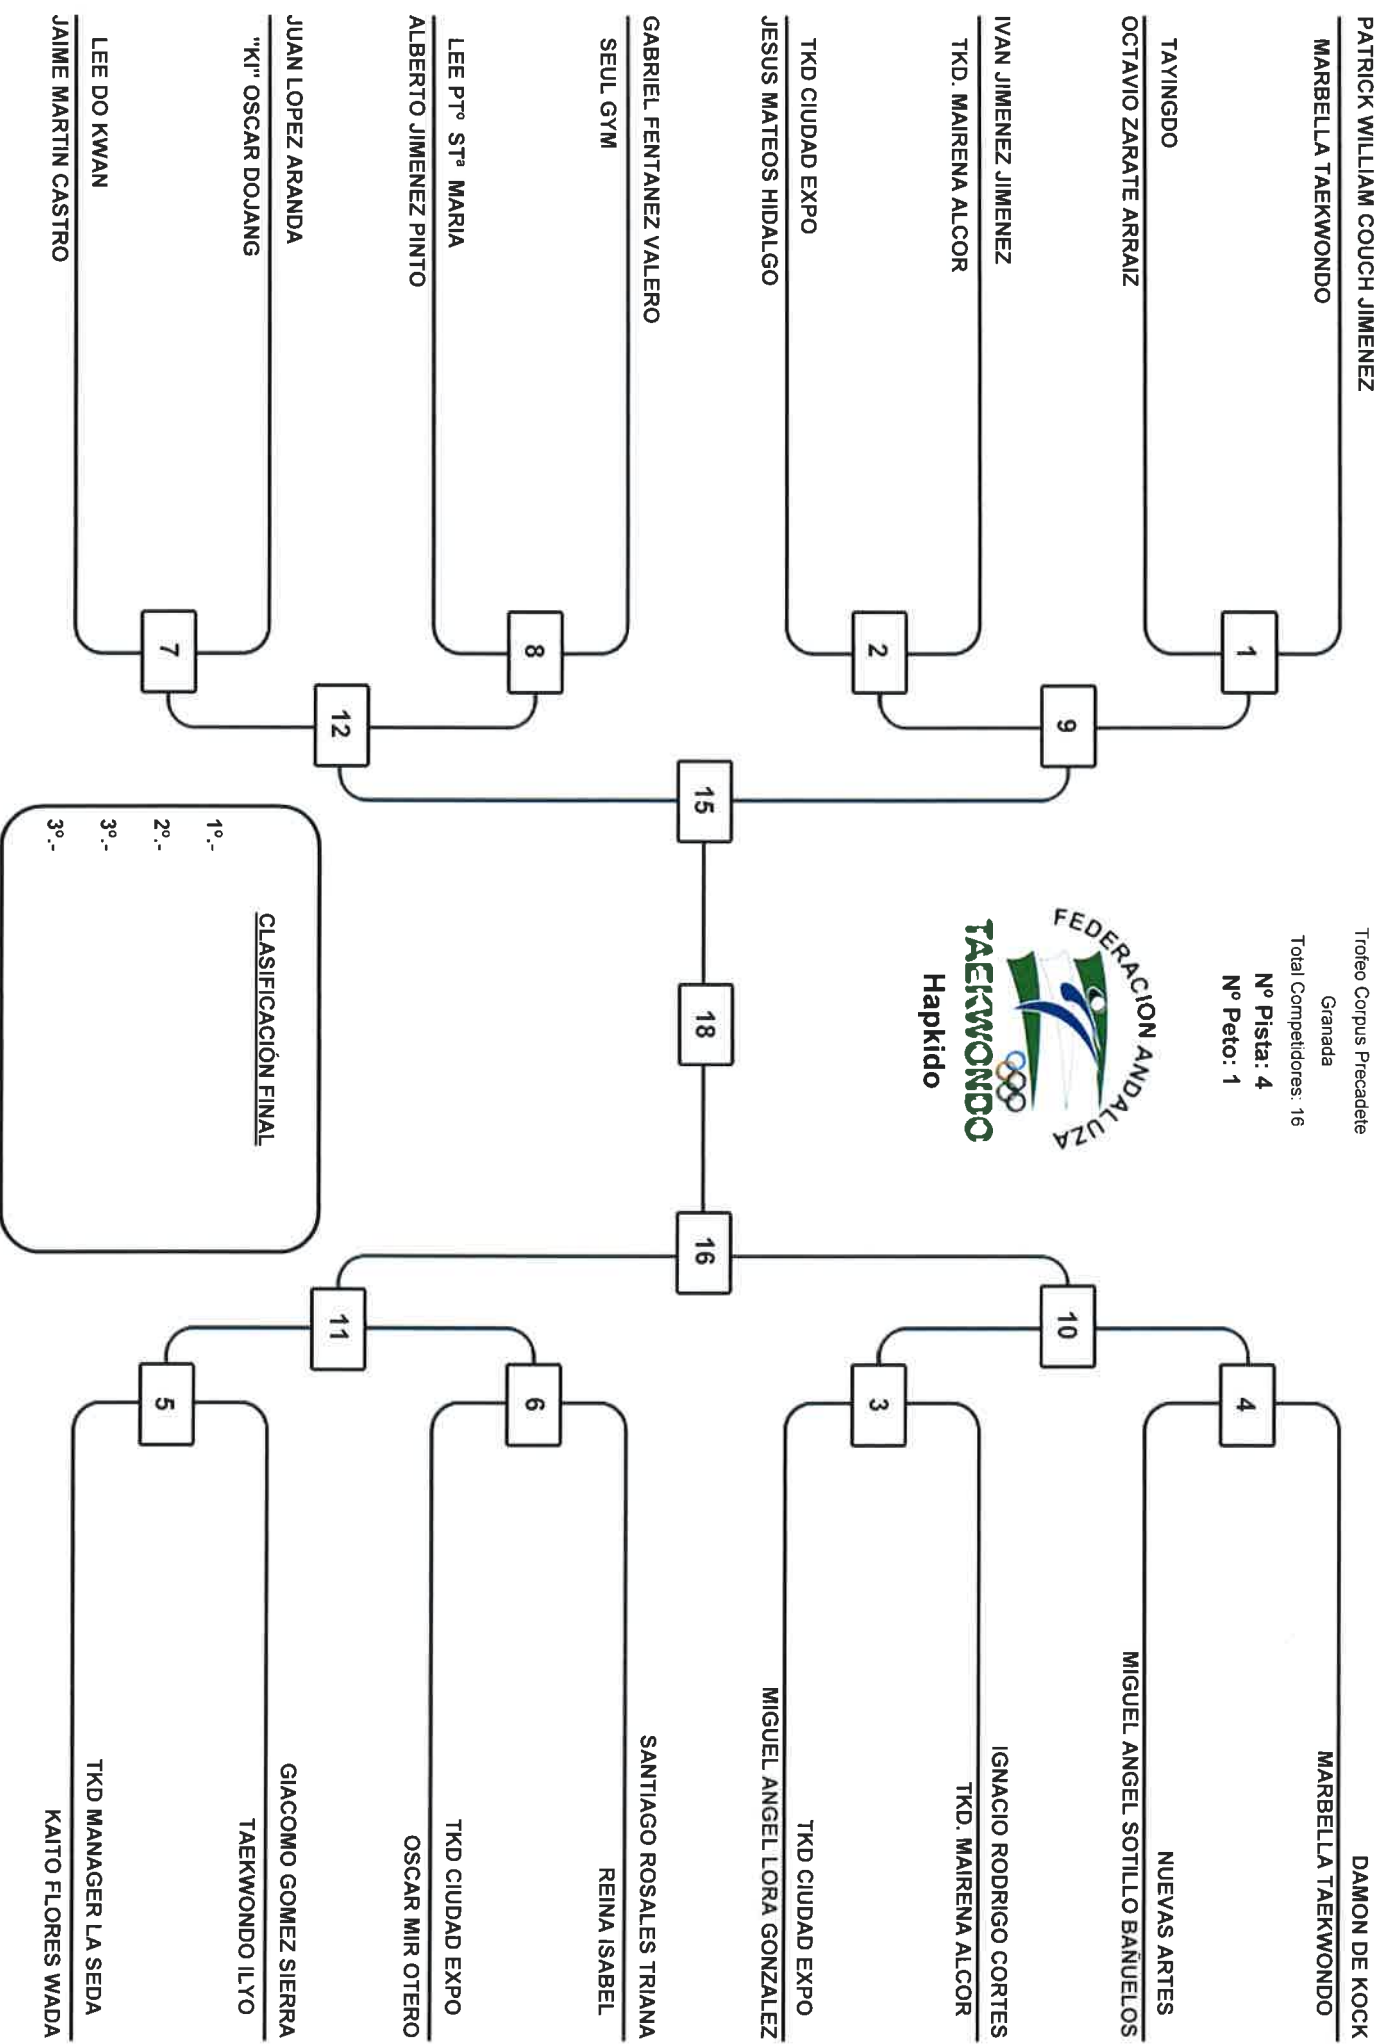 Trofeo Corpus Precadete
Granada
Total Competidores: 16
Nº Pista: 4
Nº Peto: 1
FEDERACION ANDALUZA
TAEKWONDO
Hapkido
PATRICK WILLIAM COUCH JIMENEZ
MARBELLA TAEKWONDO
1
TAYINGDO
OCTAVIO ZARATE ARRAIZ
9
IVAN JIMENEZ JIMENEZ
TKD. MAIRENA ALCOR
2
TKD CIUDAD EXPO
JESUS MATEOS HIDALGO
15
GABRIEL FENTANEZ VALERO
SEUL GYM
8
LEE PTº STª MARIA
ALBERTO JIMENEZ PINTO
12
JUAN LOPEZ ARANDA
"KI" OSCAR DOJANG
7
LEE DO KWAN
JAIME MARTIN CASTRO
18
DAMON DE KOCK
MARBELLA TAEKWONDO
4
NUEVAS ARTES
MIGUEL ANGEL SOTILLO BAÑUELOS
10
IGNACIO RODRIGO CORTES
TKD. MAIRENA ALCOR
3
TKD CIUDAD EXPO
MIGUEL ANGEL LORA GONZALEZ
16
SANTIAGO ROSALES TRIANA
REINA ISABEL
6
TKD CIUDAD EXPO
OSCAR MIR OTERO
11
GIACOMO GOMEZ SIERRA
TAEKWONDO ILYO
5
TKD MANAGER LA SEDA
KAITO FLORES WADA
CLASIFICACIÓN FINAL
1º.-
2º.-
3º.-
3º.-